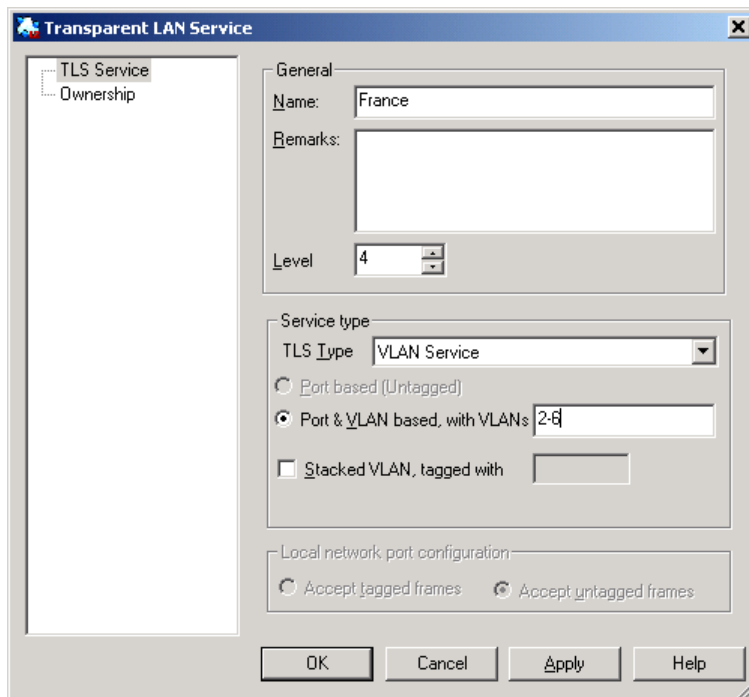 Transparent LAN Service
TLS Service
Ownership
General
Name: France
Remarks:
Level 4
Service type
TLS Type VLAN Service
Port based (Untagged)
Port & VLAN based, with VLANs 2-6
Stacked VLAN, tagged with
Local network port configuration
Accept tagged frames Accept untagged frames
OK Cancel Apply Help